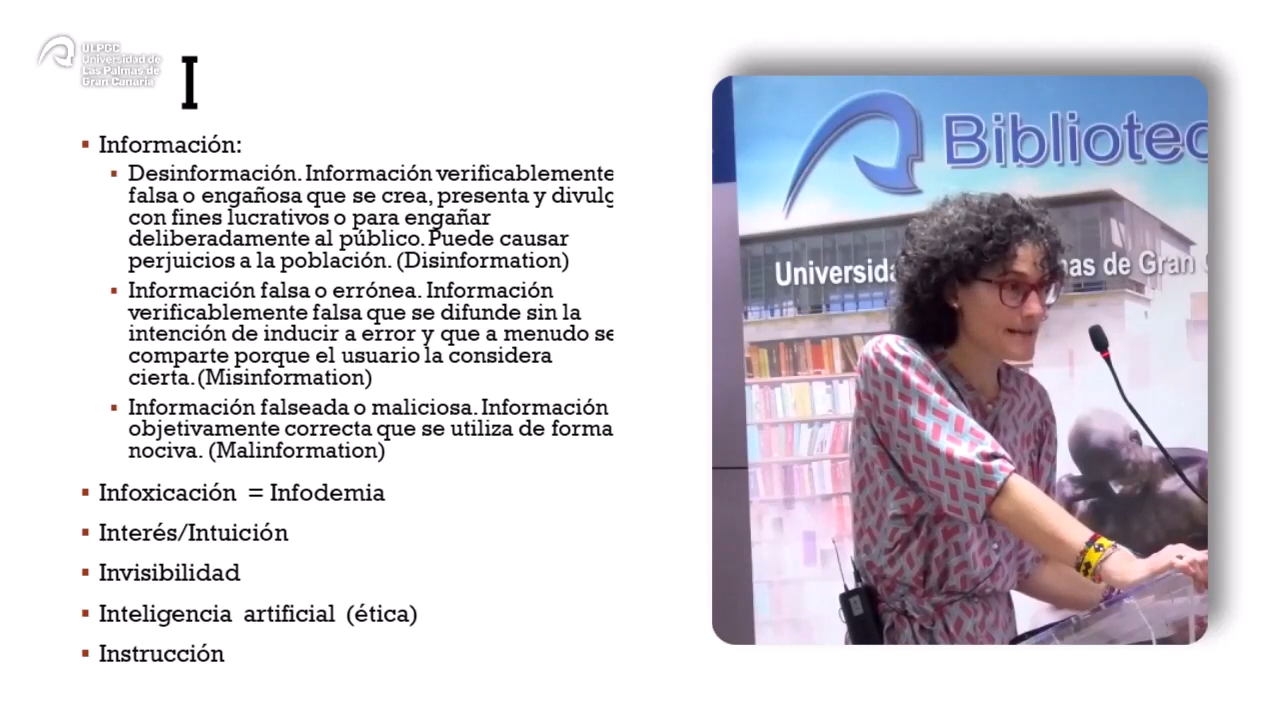 ULPGC
Universidad de
Las Palmas de
Gran Canaria
I
Información:
Desinformación. Información verificablemente
falsa o engañosa que se crea, presenta y divulg
con fines lucrativos o para engañar
deliberadamente al público. Puede causar
perjuicios a la población. (Disinformation)
Información falsa o errónea. Información
verificablemente falsa que se difunde sin la
intención de inducir a error y que a menudo se
comparte porque el usuario la considera
cierta. (Misinformation)
Información falseada o maliciosa. Información
objetivamente correcta que se utiliza de forma
nociva. (Malinformation)
Infoxicación = Infodemia
Interés/Intuición
Invisibilidad
Inteligencia artificial (ética)
Instrucción
Bibliotec
Universida mas de Gran